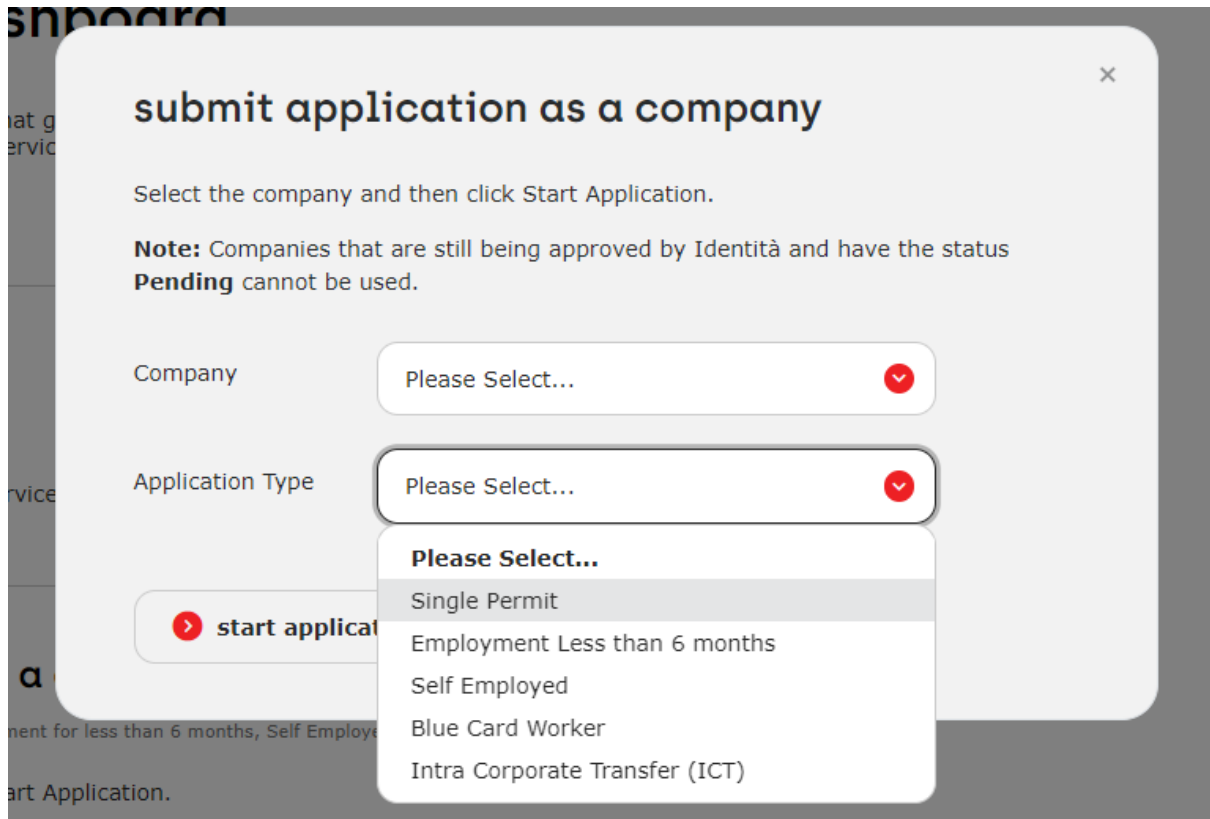 shboard
submit application as a company
×
hat g
ervic
Select the company and then click Start Application.
Note: Companies that are still being approved by Identità and have the status
Pending cannot be used.
Company
Please Select...
Application Type
Please Select...
rvice
Please Select...
Single Permit
start applicat
Employment Less than 6 months
a
Self Employed
ment for less than 6 months, Self Employe
Blue Card Worker
Intra Corporate Transfer (ICT)
art Application.